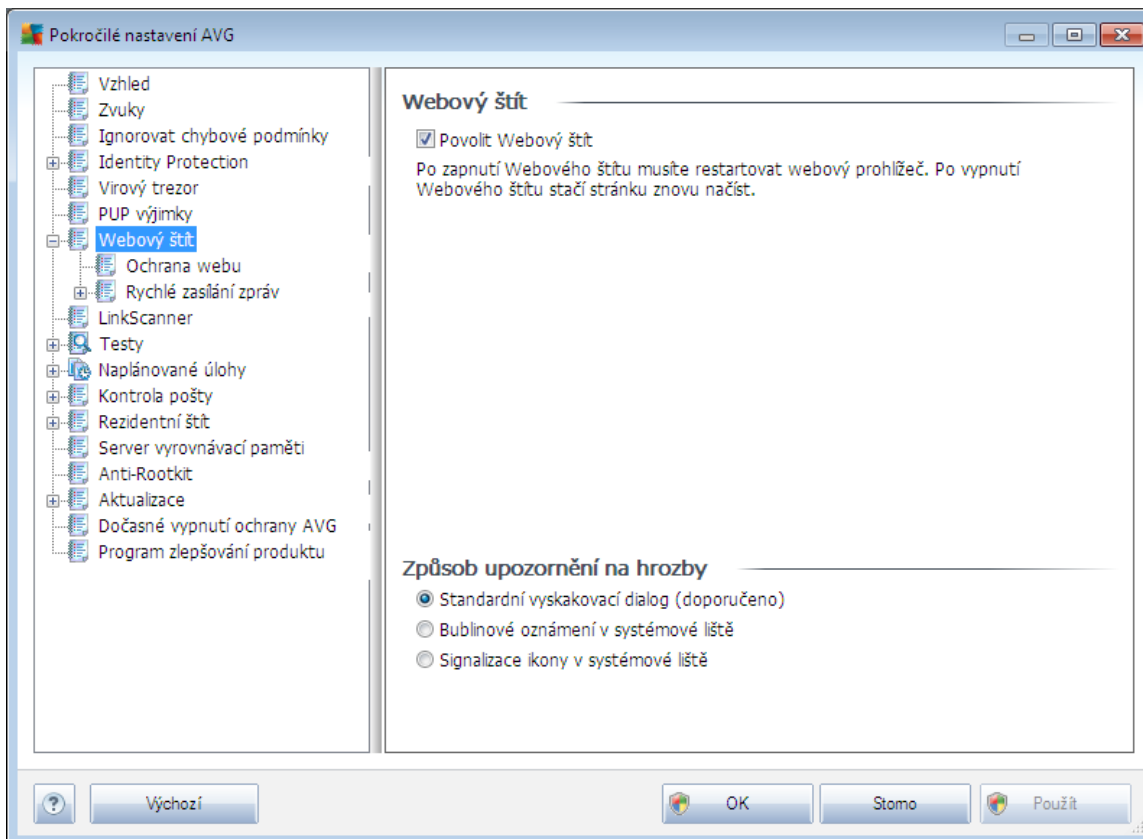 Pokročilé nastavení AVG
Vzhled
Zvuky
Ignorovat chybové podmínky
Identity Protection
Virový trezor
PUP výjimky
Webový štít
Ochrana webu
Rychlé zasílání zpráv
LinkScanner
Testy
Naplánované úlohy
Kontrola pošty
Rezidentní štít
Server vyrovnávací paměti
Anti-Rootkit
Aktualizace
Dočasné vypnutí ochrany AVG
Program zlepšování produktu
Webový štít
Povolit Webový štít
Po zapnutí Webového štítu musíte restartovat webový prohlížeč. Po vypnutí
Webového štítu stačí stránku znovu načíst.
Způsob upozornění na hrozby
Standardní vyskakovací dialog (doporučeno)
Bublinové oznámení v systémové liště
Signalizace ikony v systémové liště
?
Výchozí
OK
Stomo
Použít